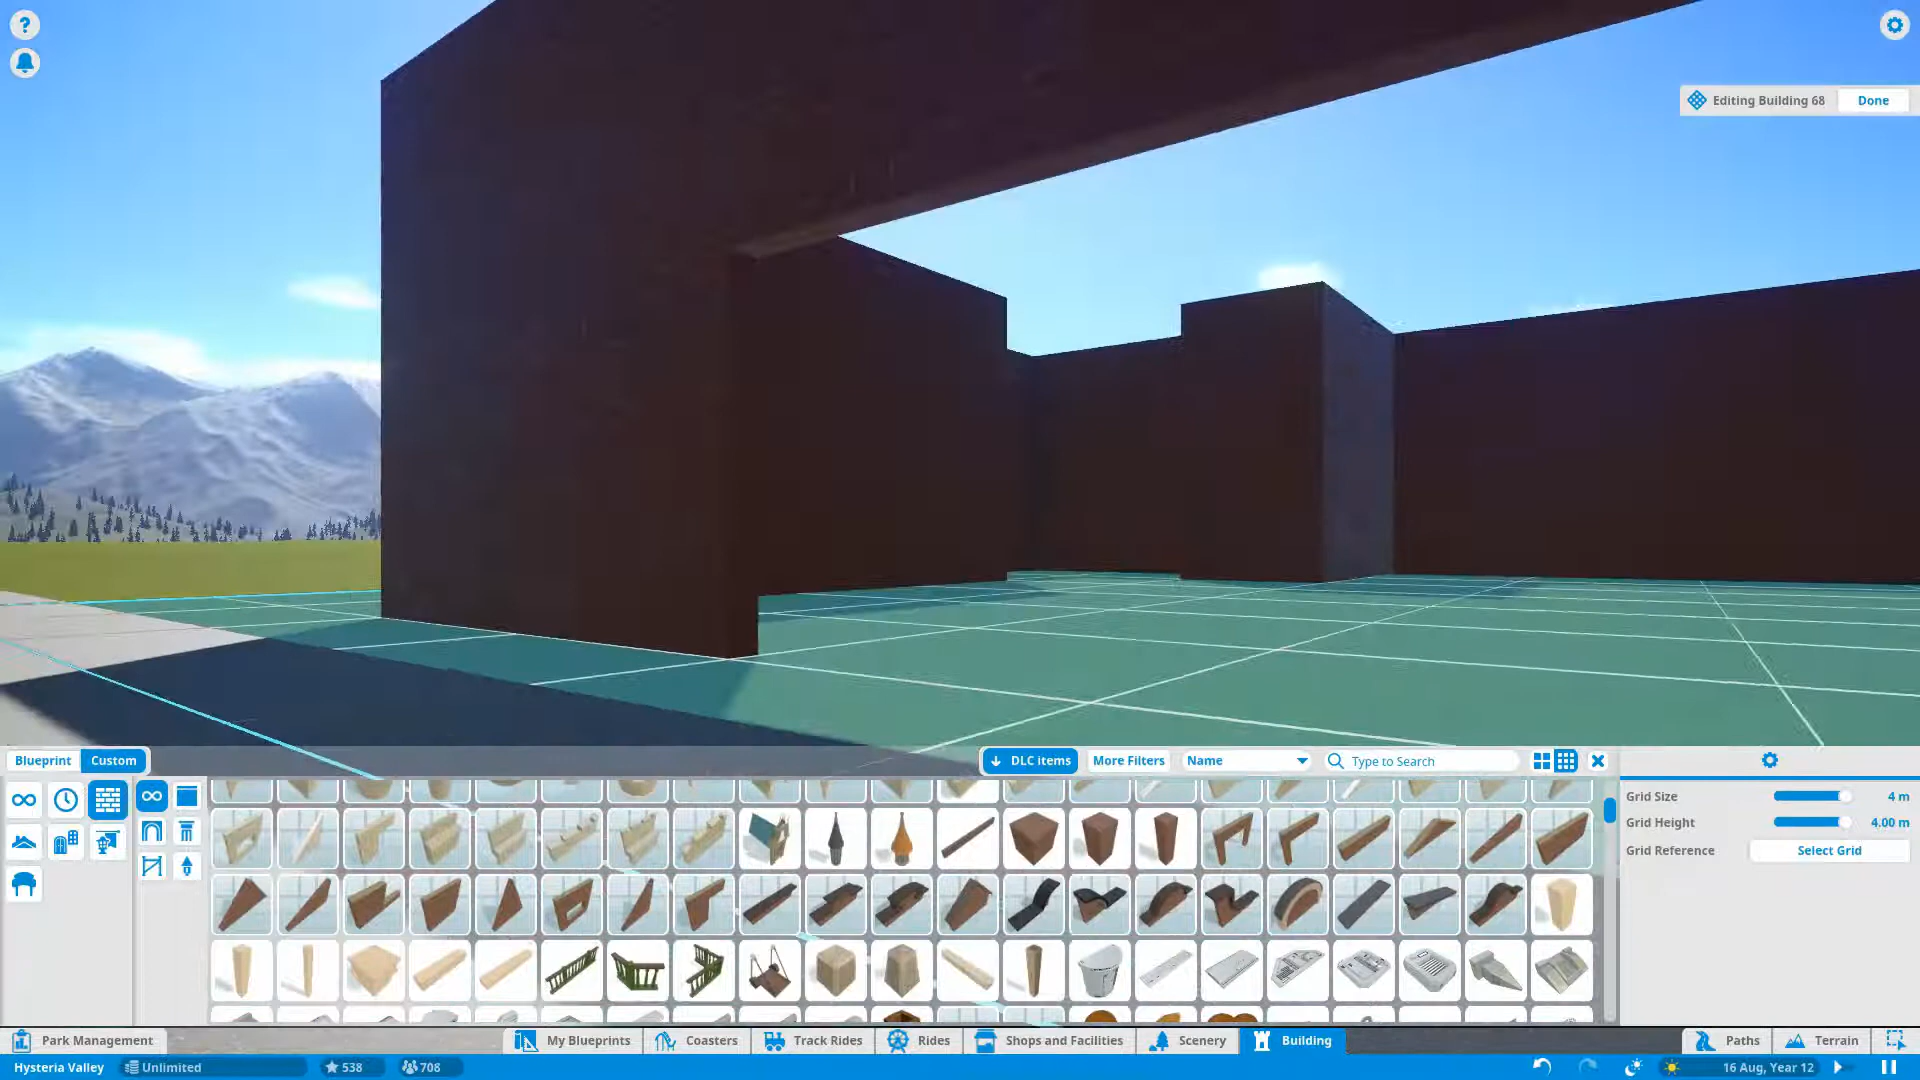 ?
Editing Building 68 Done
Blueprint Custom
DLC items More Filters Name Type to Search
Grid Size 4 m
Grid Height 4.00 m
Grid Reference Select Grid
Park Management My Blueprints Coasters Track Rides Rides Shops and Facilities Scenery Building Paths Terrain
Hysteria Valley Unlimited 538 708 16 Aug, Year 12